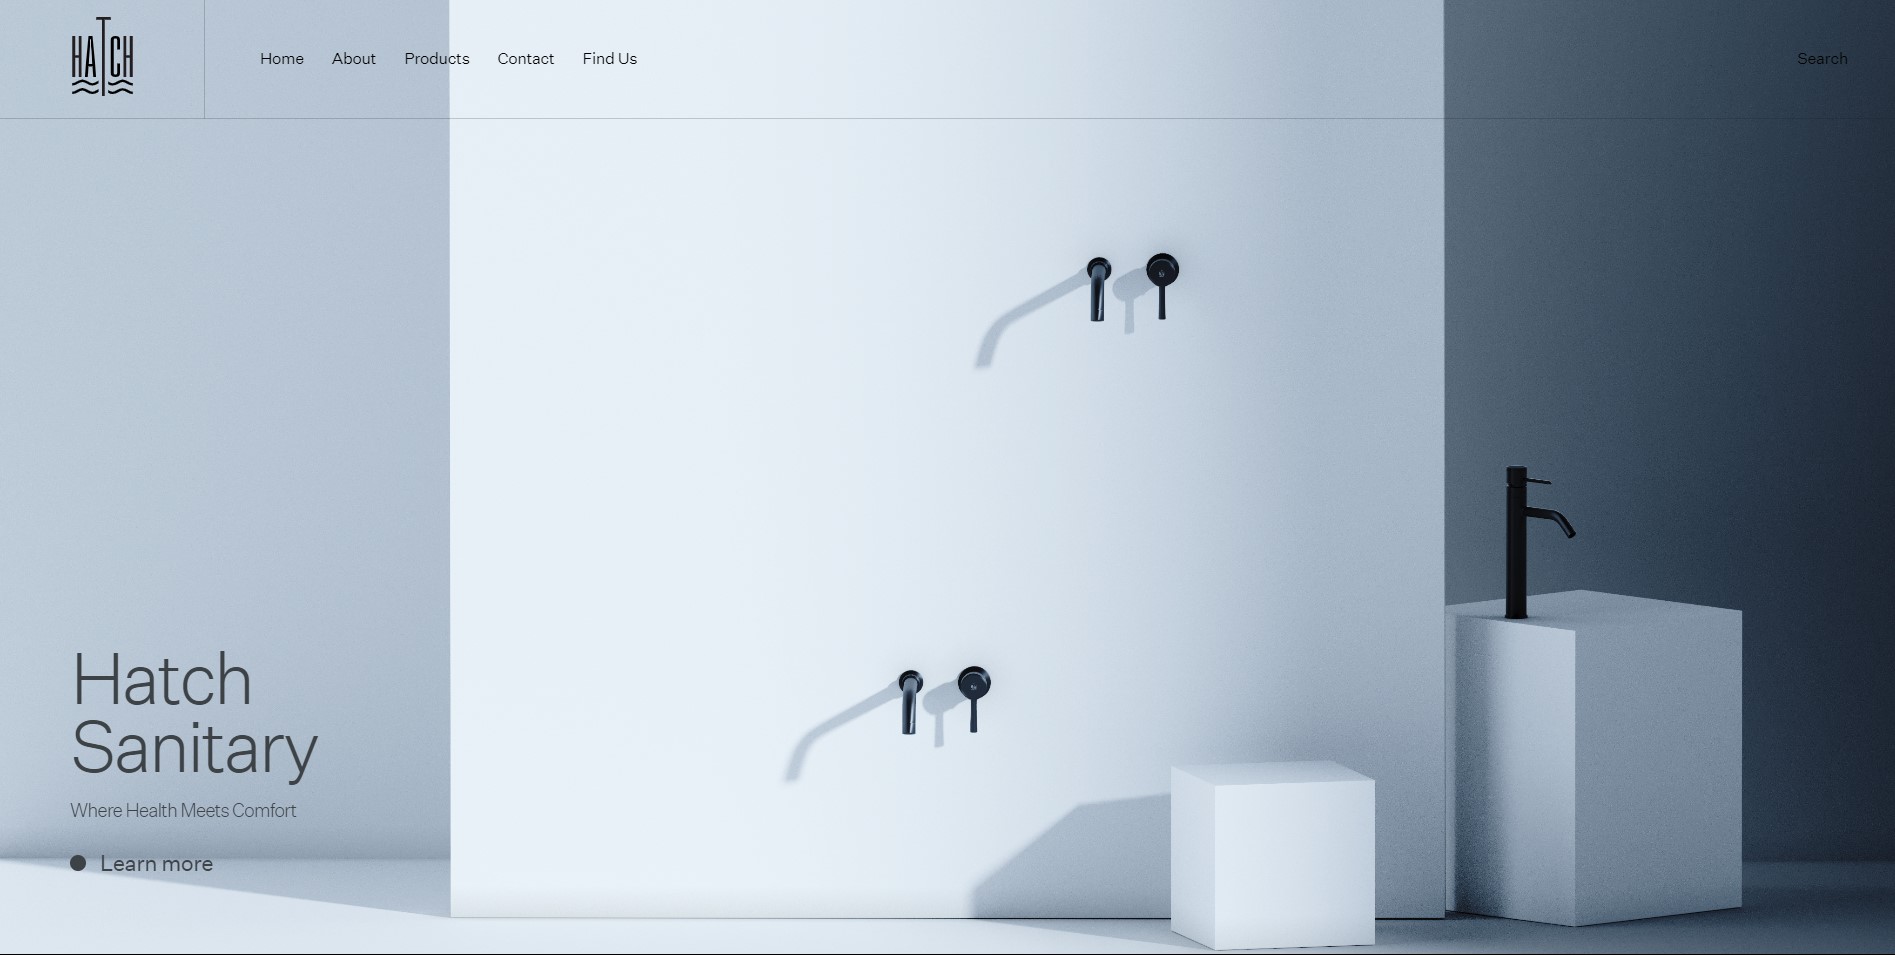 HATCH
Home About Products Contact Find Us Search
Hatch
Sanitary
Where Health Meets Comfort
Learn more